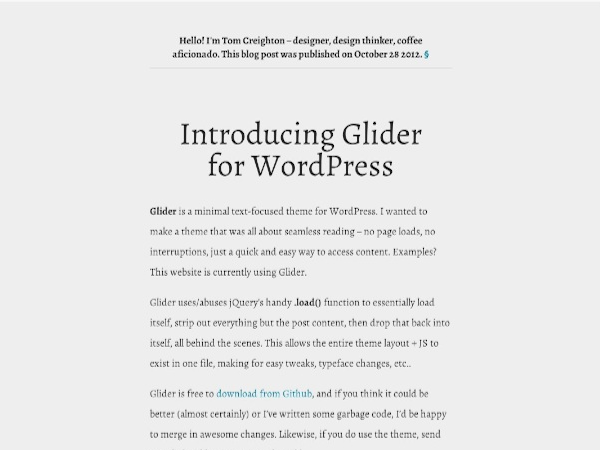 Hello! I'm Tom Creighton – designer, design thinker, coffee
aficionado. This blog post was published on October 28 2012. §
Introducing Glider
for WordPress
Glider is a minimal text-focused theme for WordPress. I wanted to
make a theme that was all about seamless reading – no page loads, no
interruptions, just a quick and easy way to access content. Examples?
This website is currently using Glider.
Glider uses/abuses jQuery's handy .load() function to essentially load
itself, strip out everything but the post content, then drop that back into
itself, all behind the scenes. This allows the entire theme layout + JS to
exist in one file, making for easy tweaks, typeface changes, etc..
Glider is free to download from Github, and if you think it could be
better (almost certainly) or I've written some garbage code, I'd be happy
to merge in awesome changes. Likewise, if you do use the theme, send